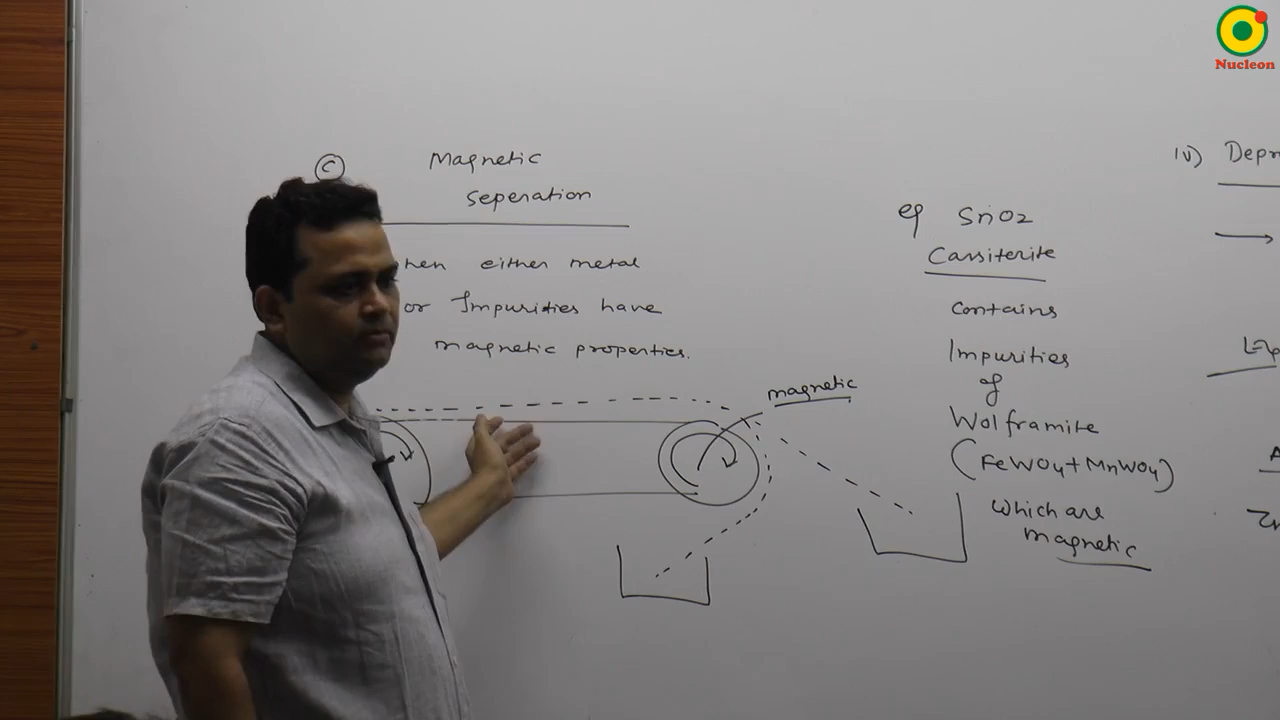 Nucleon
C
Magnetic
seperation
hen either metal
or Impurities have
magnetic properties.
magnetic
eg SnO2
Cassiterite
Contains
Impurities
of
Wolframite
(FeWO4+MnWO4)
which are
magnetic
iv) Depr